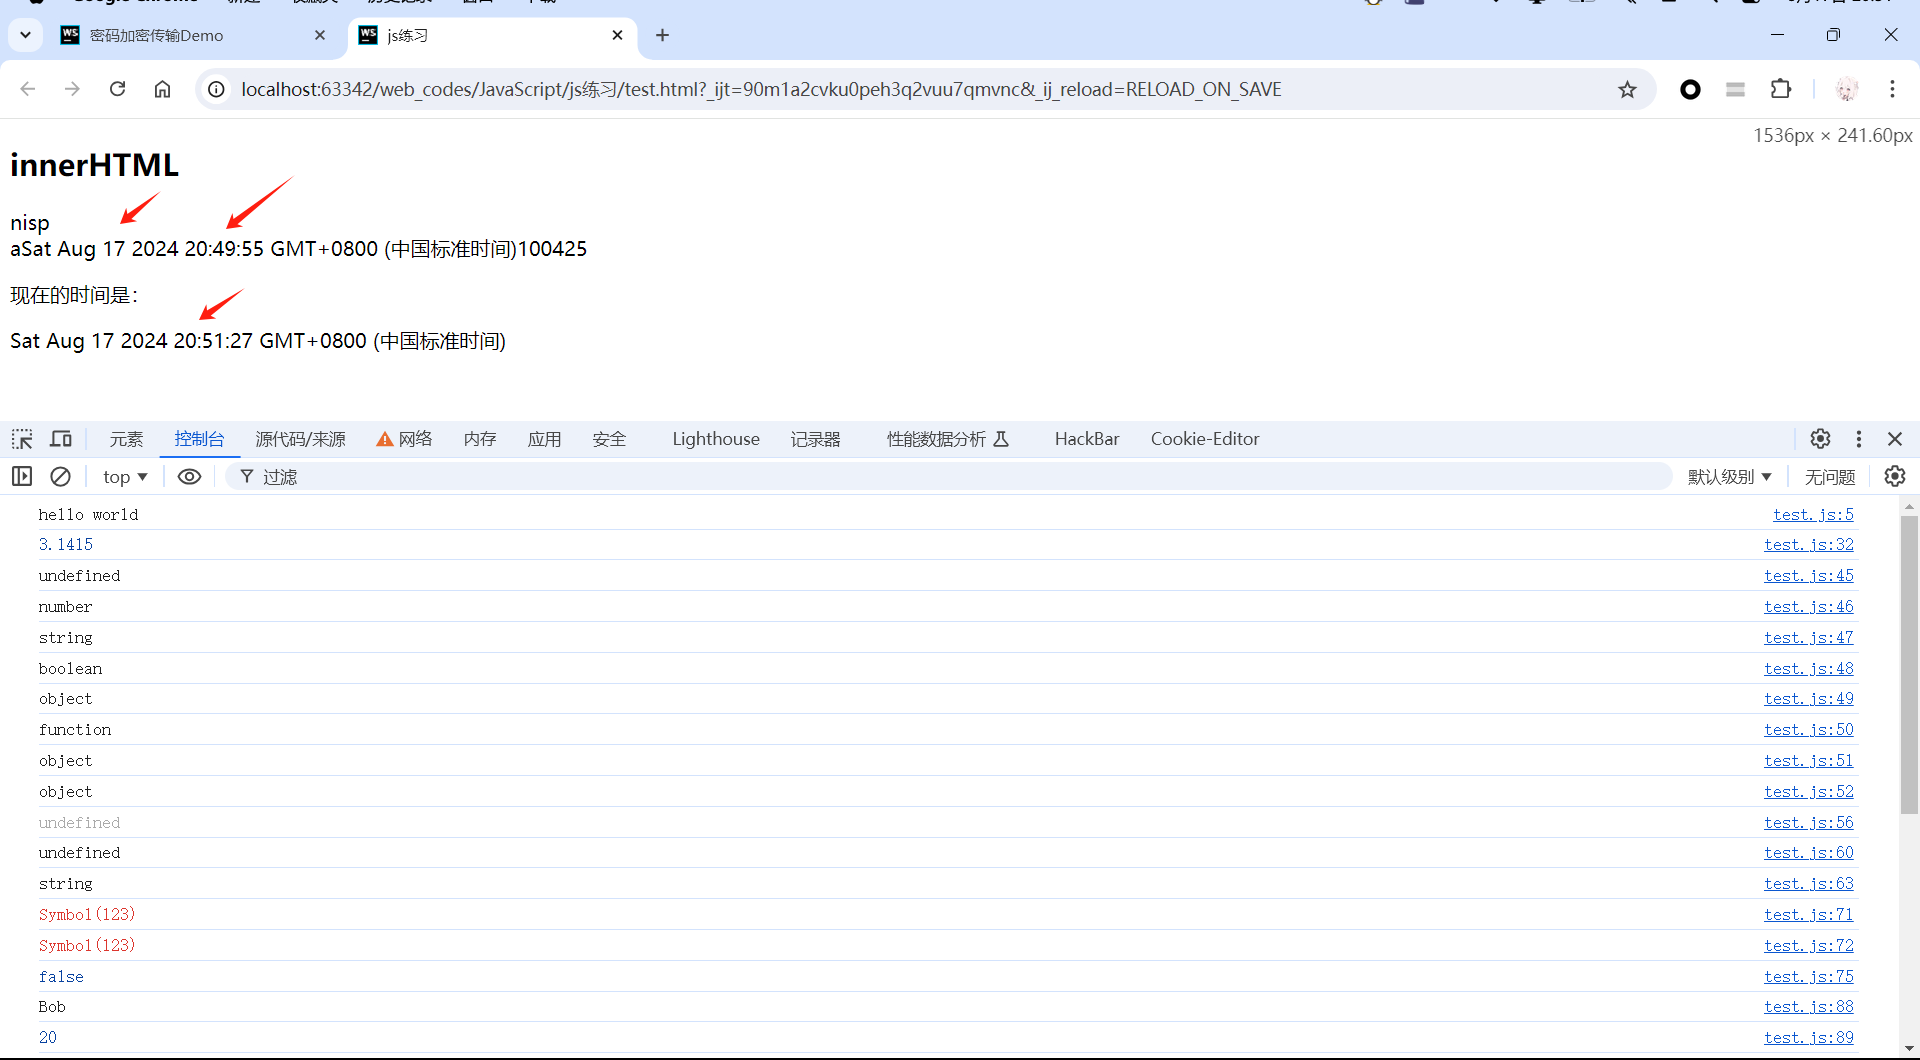 密码加密传输Demo
js练习
localhost:63342/web_codes/JavaScript/js练习/test.html?_ijt=90m1a2cvku0peh3q2vuu7qmvnc&_ij_reload=RELOAD_ON_SAVE
1536px × 241.60px
innerHTML
nisp
aSat Aug 17 2024 20:49:55 GMT+0800 (中国标准时间)100425
现在的时间是：
Sat Aug 17 2024 20:51:27 GMT+0800 (中国标准时间)
元素 控制台 源代码/来源 网络 内存 应用 安全 Lighthouse 记录器 性能数据分析 HackBar Cookie-Editor
top 过滤 默认级别 无问题
hello world test.js:5
3.1415 test.js:32
undefined test.js:45
number test.js:46
string test.js:47
boolean test.js:48
object test.js:49
function test.js:50
object test.js:51
object test.js:52
undefined test.js:56
undefined test.js:60
string test.js:63
Symbol(123) test.js:71
Symbol(123) test.js:72
false test.js:75
Bob test.js:88
20 test.js:89